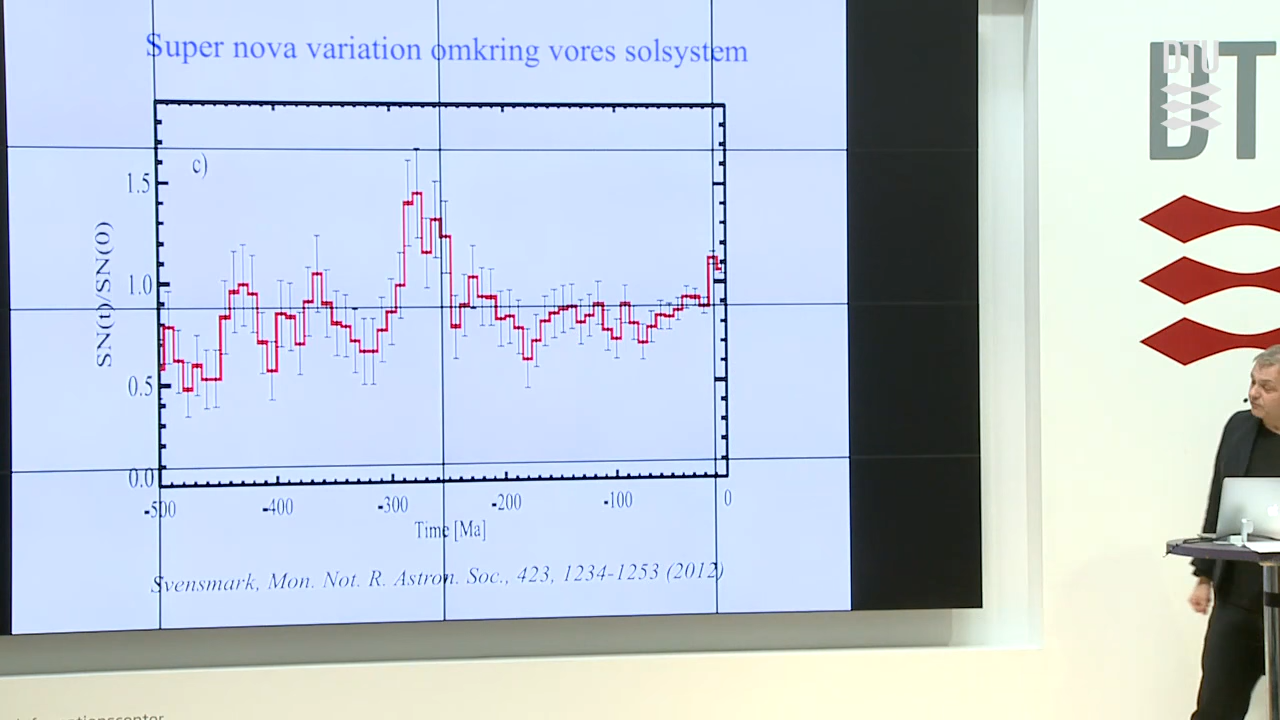 Super nova variation omkring vores solsystem
c)
1.5
1.0
0.5
0.0
SN(t)/SN(0)
-500 -400 -300 -200 -100 0
Time [Ma]
Svensmark, Mon. Not. R. Astron. Soc., 423, 1234-1253 (2012)
DTU
DT